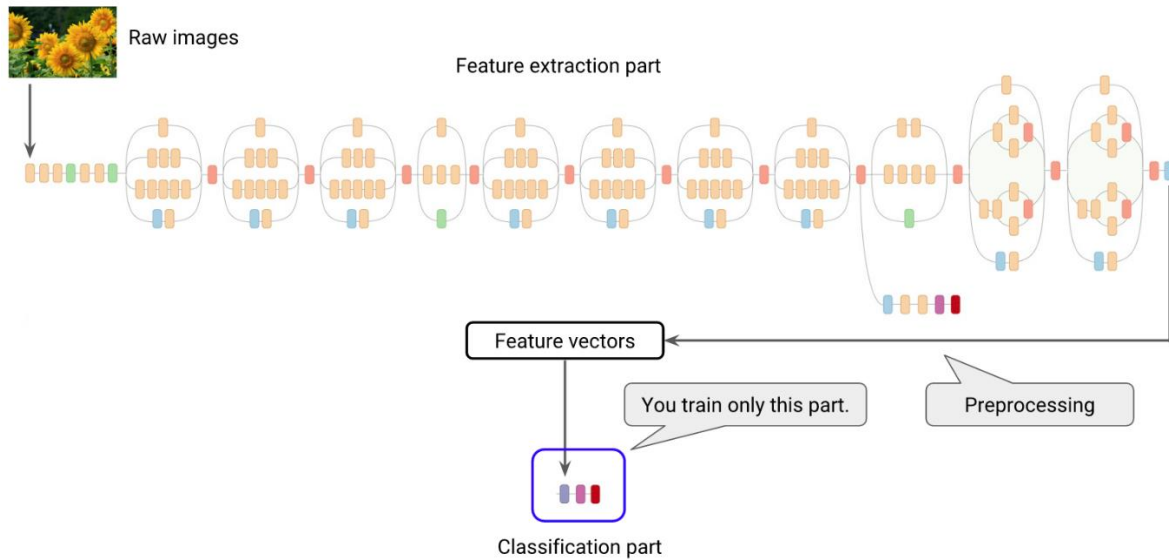 Raw images
Feature extraction part
Feature vectors
You train only this part.
Preprocessing
Classification part